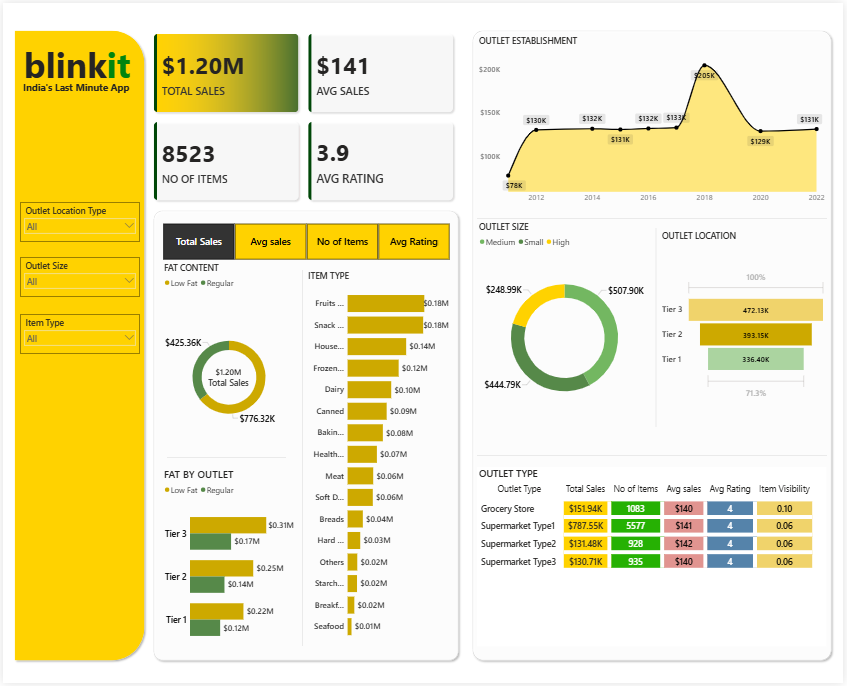 blinkit
India's Last Minute App
Outlet Location Type
All
Outlet Size
All
Item Type
All
$1.20M
TOTAL SALES
$141
AVG SALES
8523
NO OF ITEMS
3.9
AVG RATING
Total Sales Avg sales No of Items Avg Rating
FAT CONTENT
Low Fat Regular
$425.36K
$1.20M
Total Sales
$776.32K
FAT BY OUTLET
Low Fat Regular
Tier 3 $0.31M
$0.17M
Tier 2 $0.25M
$0.14M
Tier 1 $0.22M
$0.12M
ITEM TYPE
Fruits ... $0.18M
Snack ... $0.18M
House... $0.14M
Frozen... $0.12M
Dairy $0.10M
Canned $0.09M
Bakin... $0.08M
Health... $0.07M
Meat $0.06M
Soft D... $0.06M
Breads $0.04M
Hard ... $0.03M
Others $0.02M
Starch... $0.02M
Breakf... $0.02M
Seafood $0.01M
OUTLET ESTABLISHMENT
$200K
$150K
$100K
$78K $130K $132K $131K $132K $133K $205K $129K $131K
2012 2014 2016 2018 2020 2022
OUTLET SIZE
Medium Small High
$248.99K
$507.90K
$444.79K
OUTLET LOCATION
100%
Tier 3 472.13K
Tier 2 393.15K
Tier 1 336.40K
71.3%
OUTLET TYPE
Outlet Type Total Sales No of Items Avg sales Avg Rating Item Visibility
Grocery Store $151.94K 1083 $140 4 0.10
Supermarket Type1 $787.55K 5577 $141 4 0.06
Supermarket Type2 $131.48K 928 $142 4 0.06
Supermarket Type3 $130.71K 935 $140 4 0.06